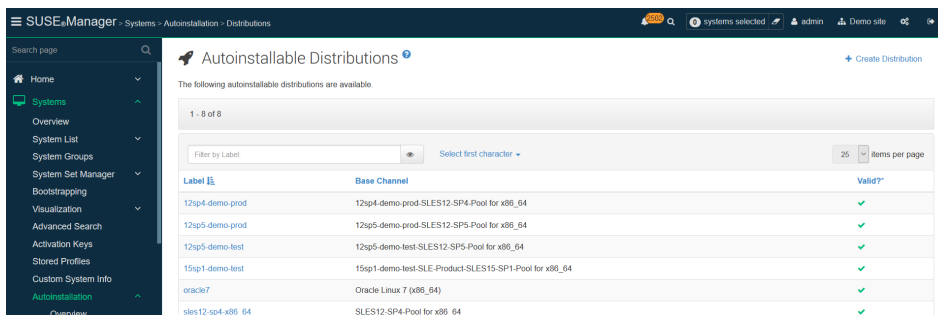 SUSE®Manager > Systems > Autoinstallation > Distributions
2502
0 systems selected
admin
Demo site
Search page
Home
Systems
Overview
System List
System Groups
System Set Manager
Bootstrapping
Visualization
Advanced Search
Activation Keys
Stored Profiles
Custom System Info
Autoinstallation
Overview
Autoinstallable Distributions ?
+ Create Distribution
The following autoinstallable distributions are available.
1 - 8 of 8
Filter by Label:
Select first character
25 items per page
Label Base Channel Valid?*
12sp4-demo-prod 12sp4-demo-prod-SLES12-SP4-Pool for x86_64
12sp5-demo-prod 12sp5-demo-prod-SLES12-SP5-Pool for x86_64
12sp5-demo-test 12sp5-demo-test-SLES12-SP5-Pool for x86_64
15sp1-demo-test 15sp1-demo-test-SLE-Product-SLES15-SP1-Pool for x86_64
oracle7 Oracle Linux 7 (x86_64)
sles12-sp4-x86_64 SLES12-SP4-Pool for x86_64